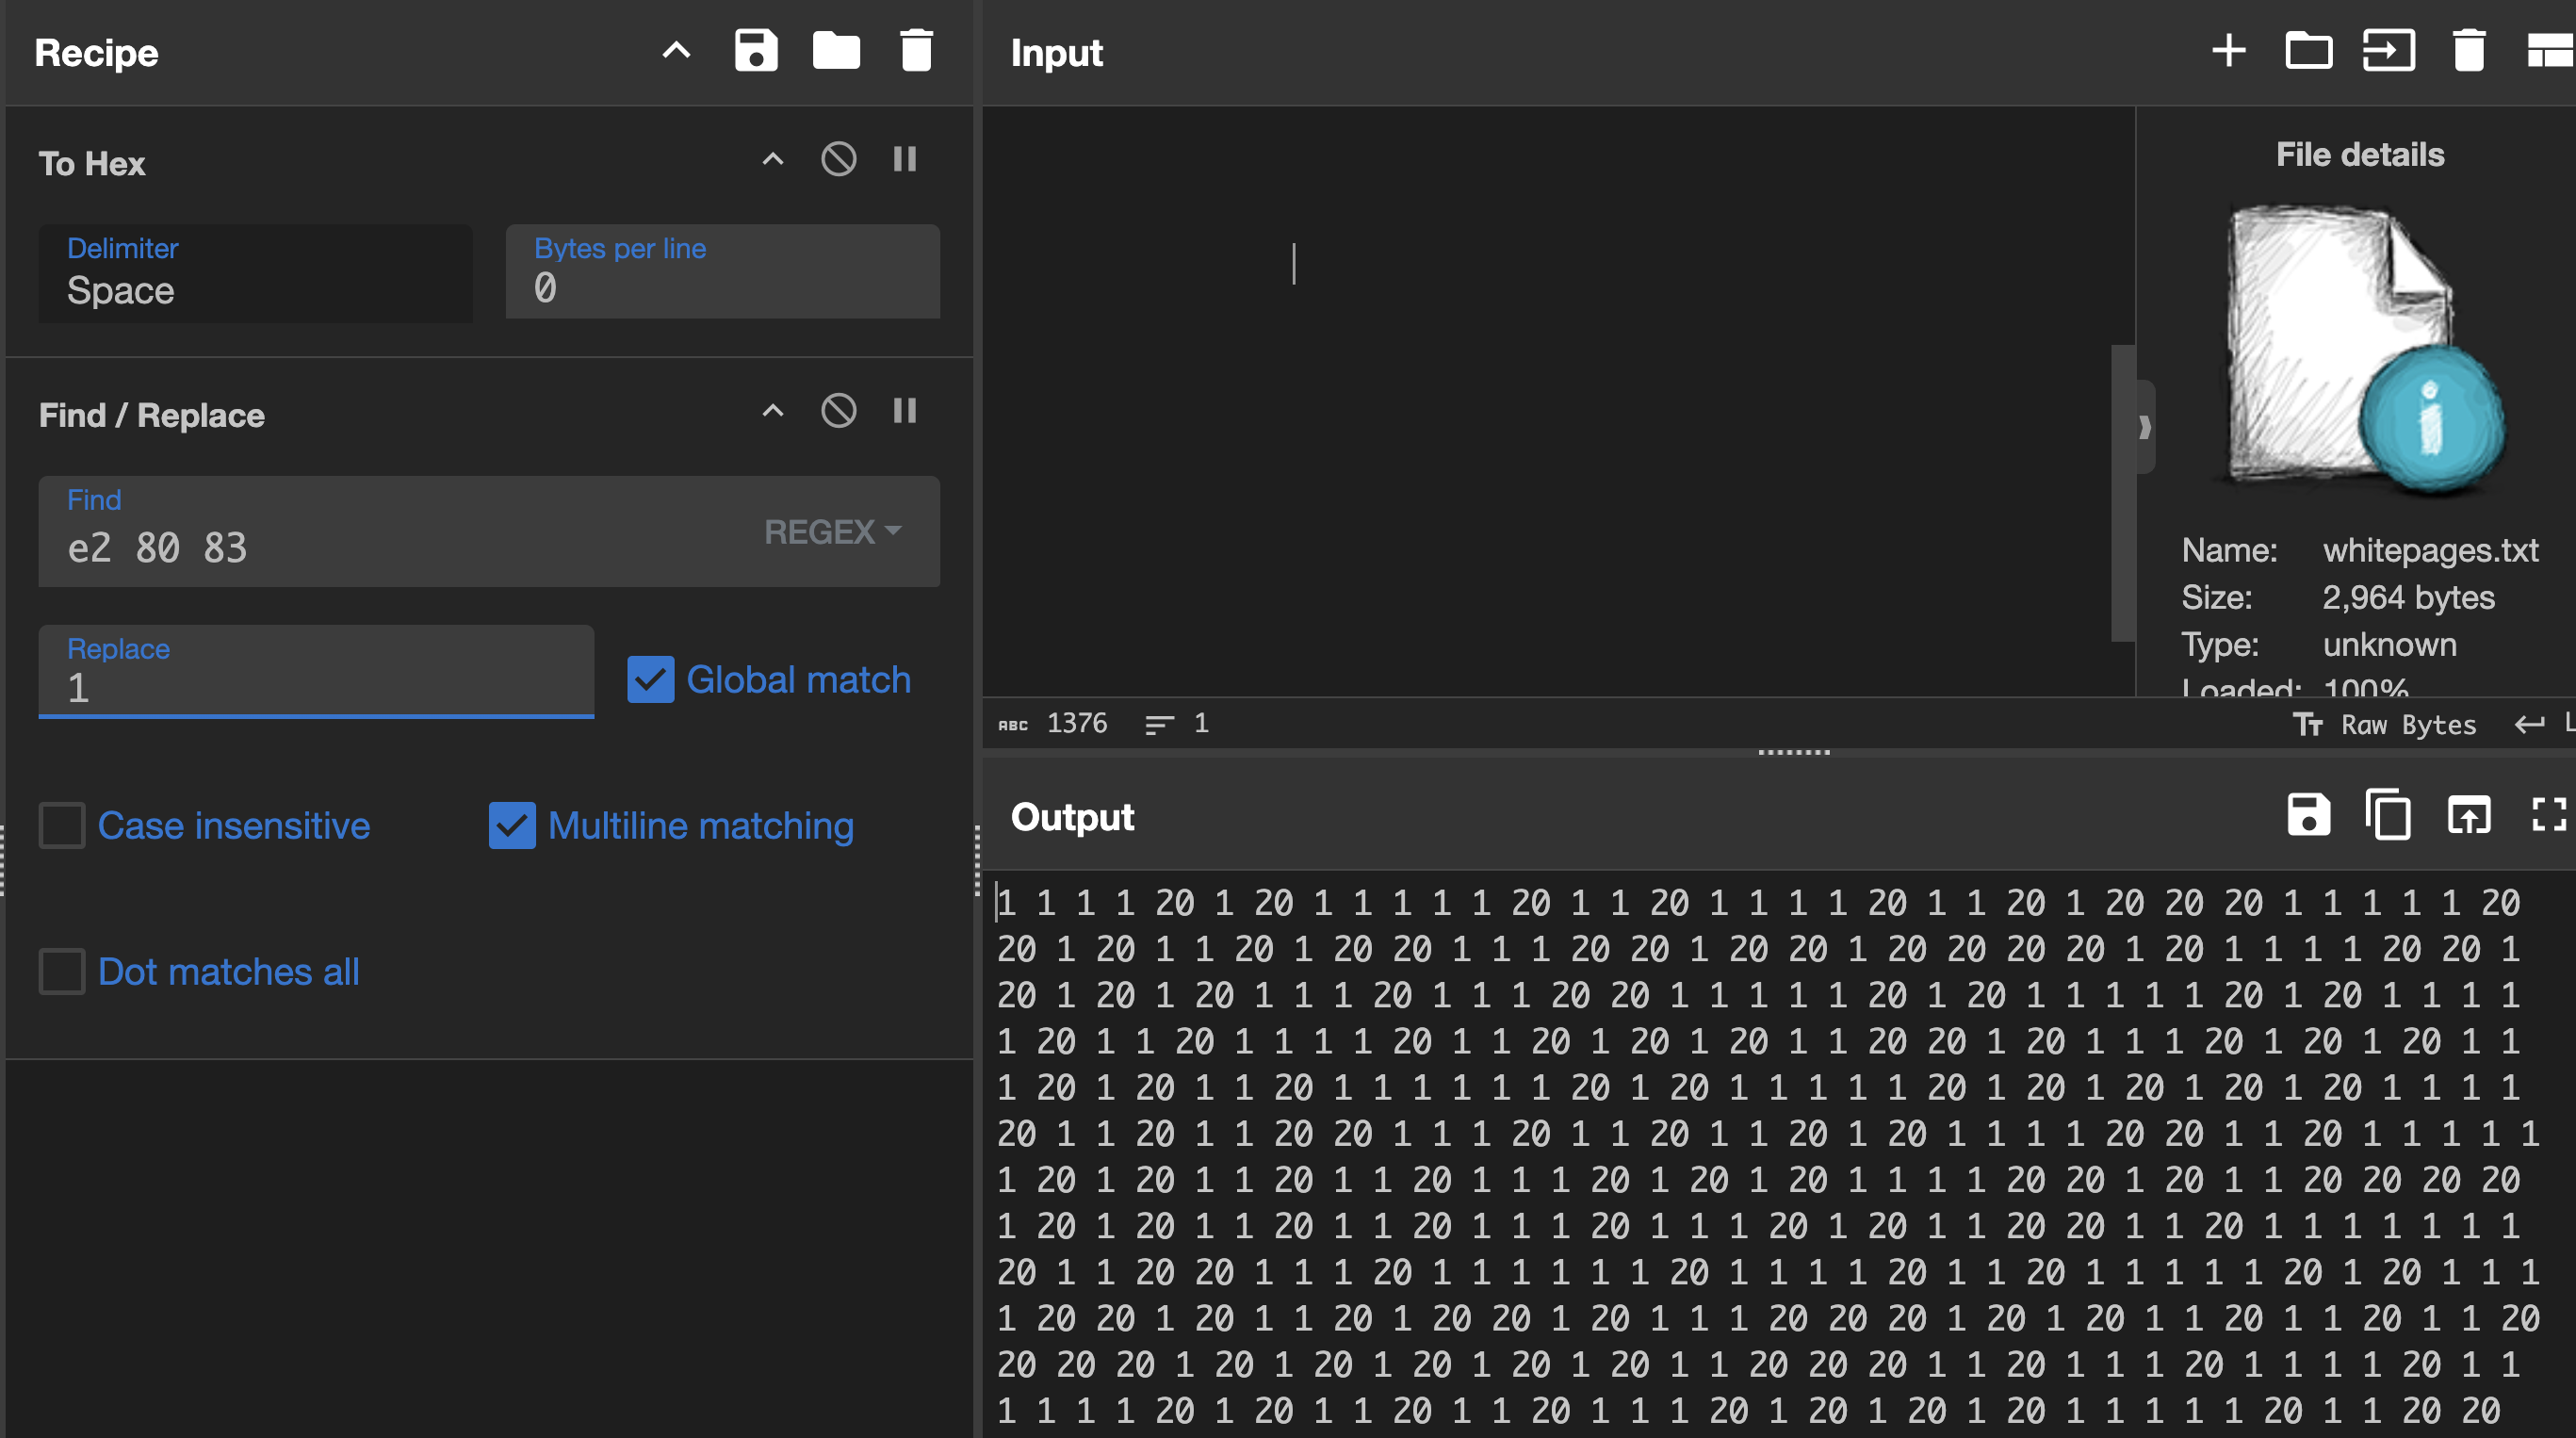 Recipe
To Hex
Delimiter
Space
Bytes per line
0
Find / Replace
Find
e2 80 83
REGEX
Replace
1
Global match
Case insensitive
Multiline matching
Dot matches all
Input
File details
Name: whitepages.txt
Size: 2,964 bytes
Type: unknown
Loaded: 100%
ABC 1376 1
Tт Raw Bytes L
Output
1 1 1 1 20 1 20 1 1 1 1 1 20 1 1 20 1 1 1 1 20 1 1 20 1 20 20 20 1 1 1 1 1 20
20 1 20 1 1 20 1 20 20 1 1 1 20 20 1 20 20 1 20 20 20 20 1 20 1 1 1 1 20 20 1
20 1 20 1 20 1 1 1 20 1 1 1 20 20 1 1 1 1 1 20 1 20 1 1 1 1 1 20 1 20 1 1 1 1
1 20 1 1 20 1 1 1 1 20 1 1 20 1 20 1 20 1 1 20 20 1 20 1 1 1 20 1 20 1 20 1 1
1 20 1 20 1 1 20 1 1 1 1 1 1 20 1 20 1 1 1 1 1 20 1 20 1 20 1 20 1 20 1 1 1 1
20 1 1 20 1 1 20 20 1 1 1 20 1 1 20 1 1 20 1 20 1 1 1 1 20 20 1 1 20 1 1 1 1 1
1 20 1 20 1 1 20 1 1 20 1 1 1 20 1 20 1 20 1 1 1 1 20 20 1 20 1 1 20 20 20 20
1 20 1 20 1 1 20 1 1 20 1 1 1 20 1 1 1 20 1 20 1 1 20 20 1 1 20 1 1 1 1 1 1 1
20 1 1 20 20 1 1 1 20 1 1 1 1 1 1 20 1 1 1 1 20 1 1 20 1 1 1 1 1 20 1 20 1 1 1
1 20 20 1 20 1 1 20 1 20 20 1 20 1 1 1 20 20 20 1 20 1 20 1 1 20 1 1 20 1 1 20
20 20 20 1 20 1 20 1 20 1 20 1 20 1 1 20 20 20 1 1 20 1 1 1 20 1 1 1 1 20 1 1
1 1 1 1 20 1 20 1 1 20 1 1 20 1 1 1 20 1 20 1 20 1 20 1 1 1 1 1 20 1 1 20 20